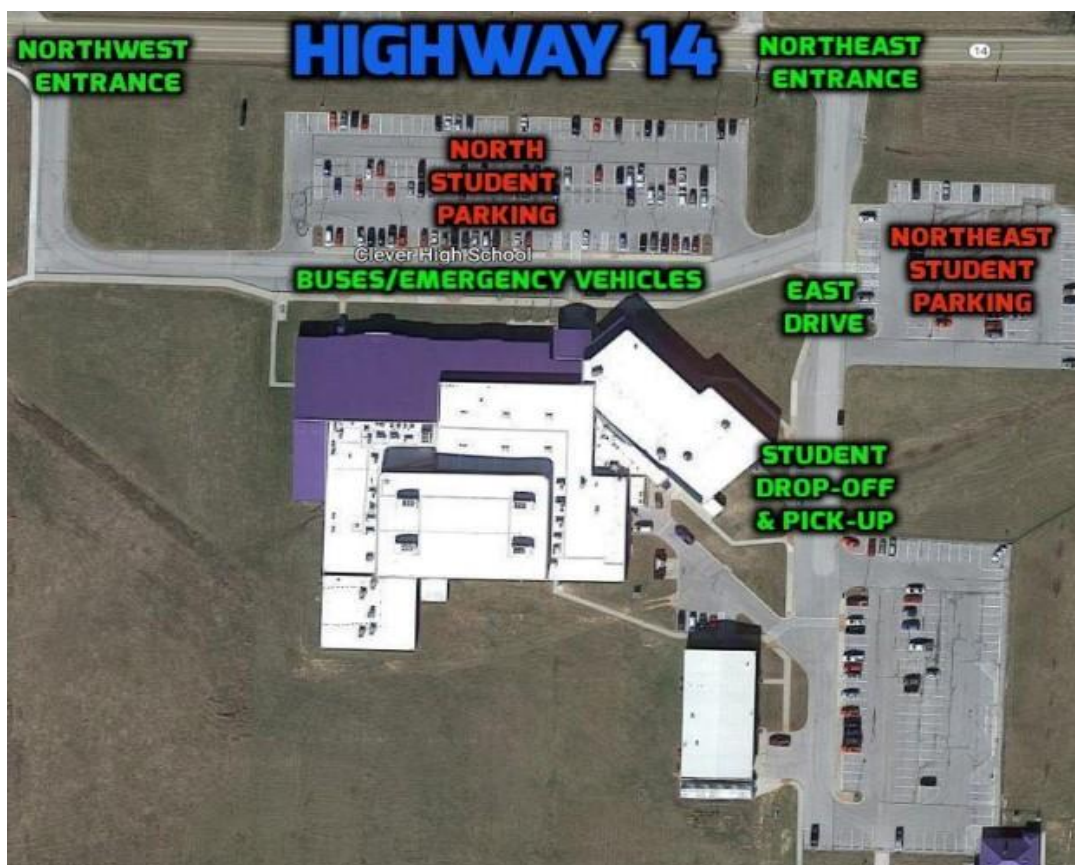 HIGHWAY 14
NORTHWEST
ENTRANCE
NORTHEAST
ENTRANCE
14
NORTH
STUDENT
PARKING
Clever High School
BUSES/EMERGENCY VEHICLES
EAST
DRIVE
NORTHEAST
STUDENT
PARKING
STUDENT
DROP-OFF
& PICK-UP